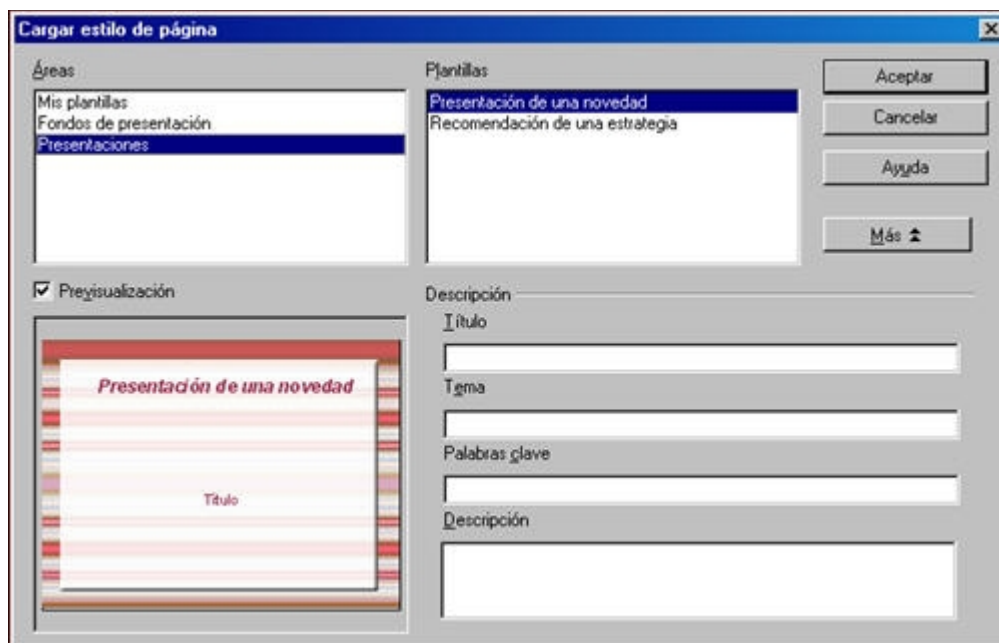 Cargar estilo de página
Áreas
Mis plantillas
Fondos de presentación
Presentaciones
Plantillas
Presentación de una novedad
Recomendación de una estrategia
Aceptar
Cancelar
Ayuda
Más
Previsualización
Presentación de una novedad
Título
Descripción
Título
Tema
Palabras clave
Descripción